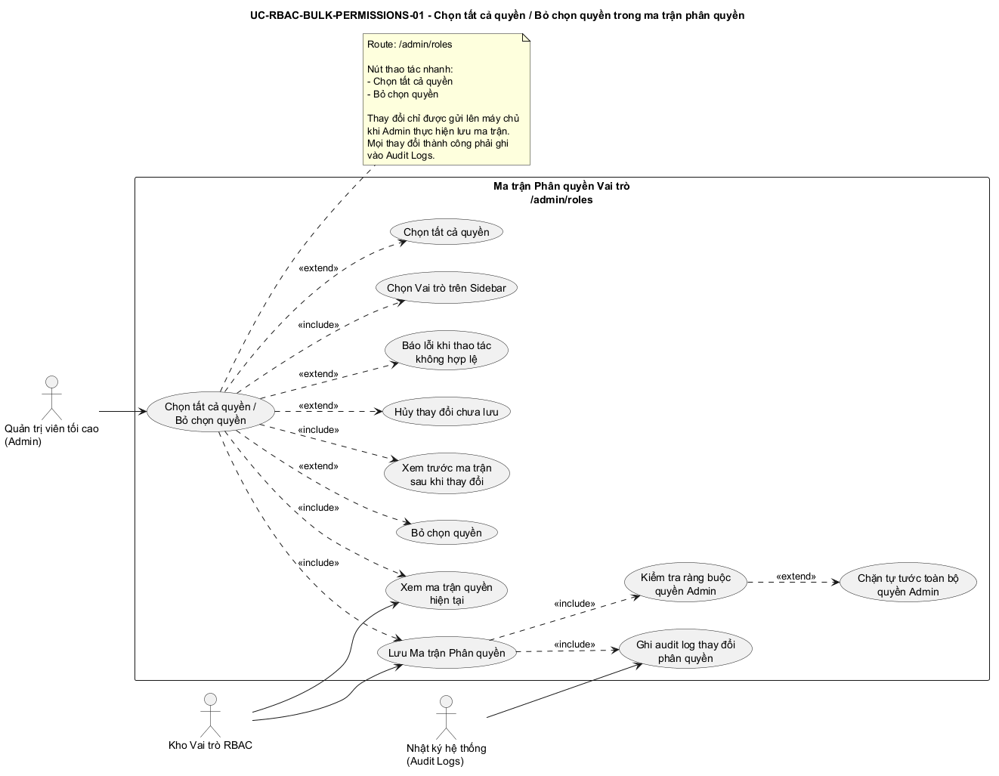 UC-RBAC-BULK-PERMISSIONS-01 - Chọn tất cả quyền / Bỏ chọn quyền trong ma trận phân quyền
Route: /admin/roles
Nút thao tác nhanh:
- Chọn tất cả quyền
- Bỏ chọn quyền
Thay đổi chỉ được gửi lên máy chủ
khi Admin thực hiện lưu ma trận.
Mọi thay đổi thành công phải ghi
vào Audit Logs.
Ma trận Phân quyền Vai trò
/admin/roles
Chọn tất cả quyền
«extend»
Chọn Vai trò trên Sidebar
«include»
Báo lỗi khi thao tác
không hợp lệ
«extend»
Chọn tất cả quyền /
Bỏ chọn quyền
«extend»
Hủy thay đổi chưa lưu
Quản trị viên tối cao
(Admin)
«include»
Xem trước ma trận
sau khi thay đổi
«extend»
Bỏ chọn quyền
«include»
Xem ma trận quyền
hiện tại
«include»
Kiểm tra ràng buộc
quyền Admin
«extend»
Chặn tự tước toàn bộ
quyền Admin
«include»
Lưu Ma trận Phân quyền
«include»
Ghi audit log thay đổi
phân quyền
Kho Vai trò RBAC
Nhật ký hệ thống
(Audit Logs)